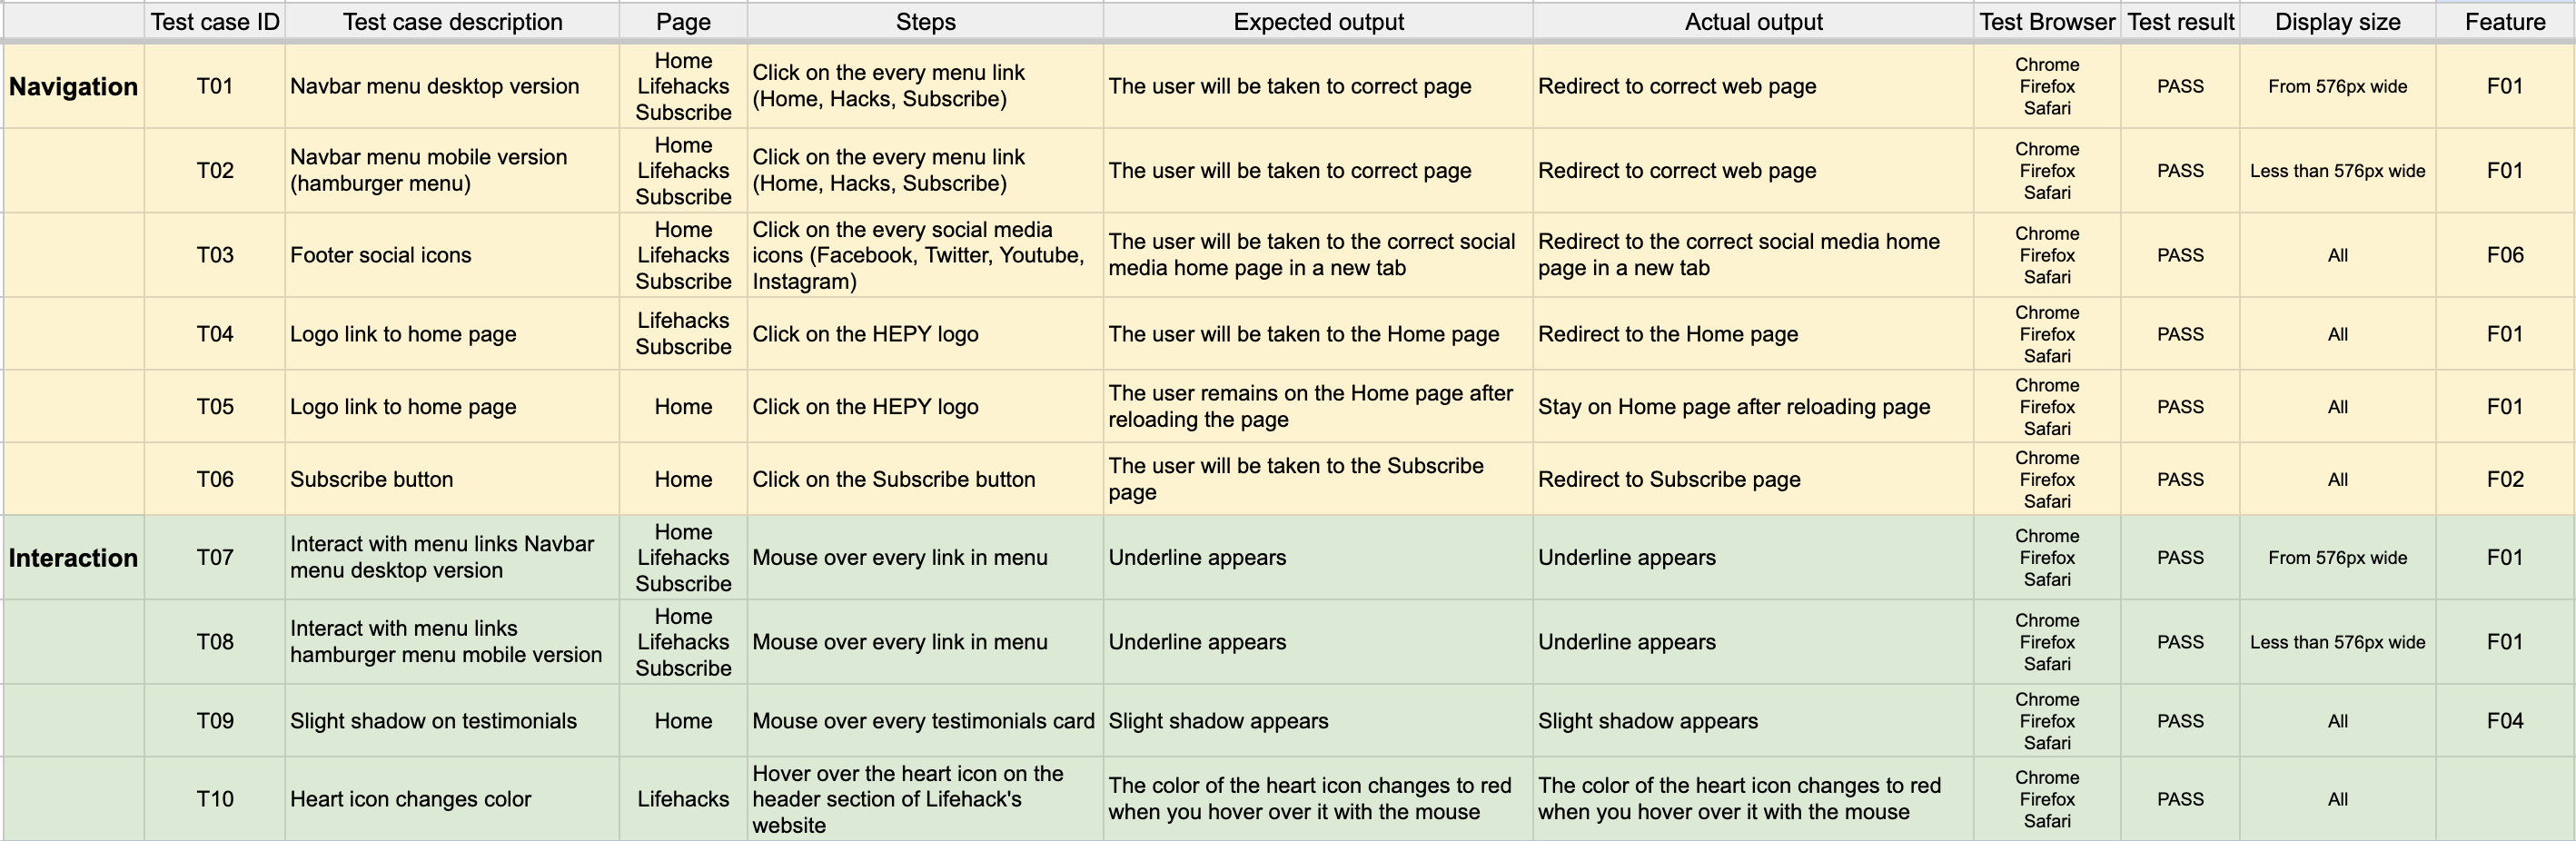 Test case ID Test case description Page Steps Expected output Actual output Test Browser Test result Display size Feature
Navigation
T01
Navbar menu desktop version
Home
Lifehacks
Subscribe
Click on the every menu link
(Home, Hacks, Subscribe)
The user will be taken to correct page
Redirect to correct web page
Chrome
Firefox
Safari
PASS
From 576px wide
F01
T02
Navbar menu mobile version
(hamburger menu)
Home
Lifehacks
Subscribe
Click on the every menu link
(Home, Hacks, Subscribe)
The user will be taken to correct page
Redirect to correct web page
Chrome
Firefox
Safari
PASS
Less than 576px wide
F01
T03
Footer social icons
Home
Lifehacks
Subscribe
Click on the every social media
icons (Facebook, Twitter, Youtube,
Instagram)
The user will be taken to the correct social
media home page in a new tab
Redirect to the correct social media home
page in a new tab
Chrome
Firefox
Safari
PASS
All
F06
T04
Logo link to home page
Lifehacks
Subscribe
Click on the HEPY logo
The user will be taken to the Home page
Redirect to the Home page
Chrome
Firefox
Safari
PASS
All
F01
T05
Logo link to home page
Home
Click on the HEPY logo
The user remains on the Home page after
reloading the page
Stay on Home page after reloading page
Chrome
Firefox
Safari
PASS
All
F01
T06
Subscribe button
Home
Click on the Subscribe button
The user will be taken to the Subscribe
page
Redirect to Subscribe page
Chrome
Firefox
Safari
PASS
All
F02
Interaction
T07
Interact with menu links Navbar
menu desktop version
Home
Lifehacks
Subscribe
Mouse over every link in menu
Underline appears
Underline appears
Chrome
Firefox
Safari
PASS
From 576px wide
F01
T08
Interact with menu links
hamburger menu mobile version
Home
Lifehacks
Subscribe
Mouse over every link in menu
Underline appears
Underline appears
Chrome
Firefox
Safari
PASS
Less than 576px wide
F01
T09
Slight shadow on testimonials
Home
Mouse over every testimonials card
Slight shadow appears
Slight shadow appears
Chrome
Firefox
Safari
PASS
All
F04
T10
Heart icon changes color
Lifehacks
Hover over the heart icon on the
header section of Lifehack's
website
The color of the heart icon changes to red
when you hover over it with the mouse
The color of the heart icon changes to red
when you hover over it with the mouse
Chrome
Firefox
Safari
PASS
All